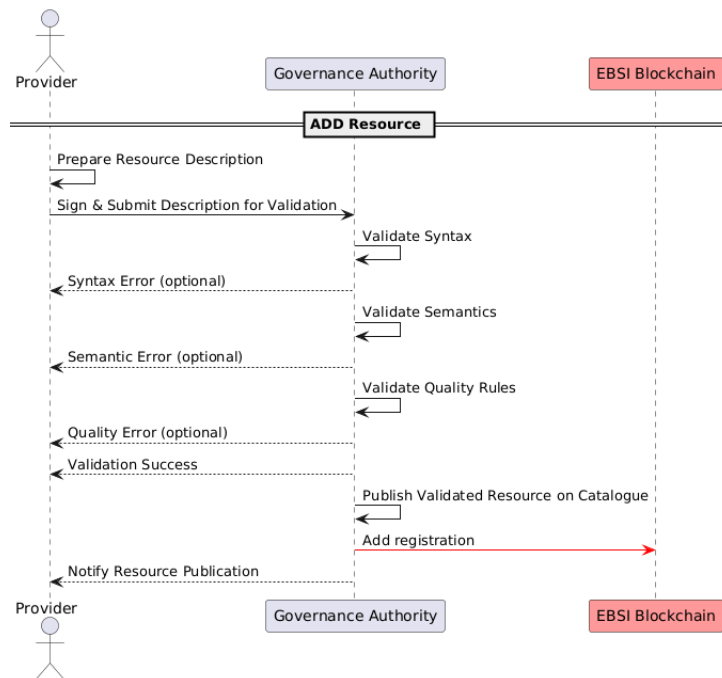 Provider
Governance Authority
EBSI Blockchain
ADD Resource
Prepare Resource Description
Sign & Submit Description for Validation
Validate Syntax
Syntax Error (optional)
Validate Semantics
Semantic Error (optional)
Validate Quality Rules
Quality Error (optional)
Validation Success
Publish Validated Resource on Catalogue
Add registration
Notify Resource Publication
Provider
Governance Authority
EBSI Blockchain